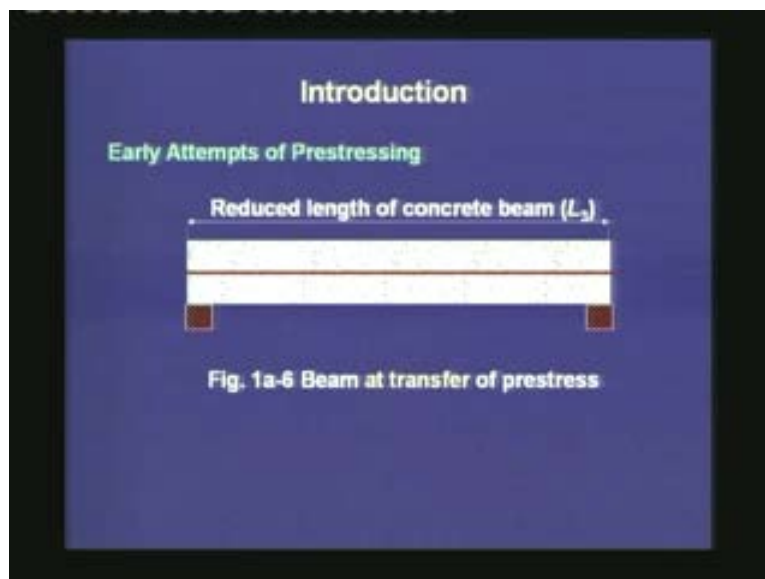 Introduction
Early Attempts of Prestressing
Reduced length of concrete beam (L₃)
Fig. 1a-6 Beam at transfer of prestress